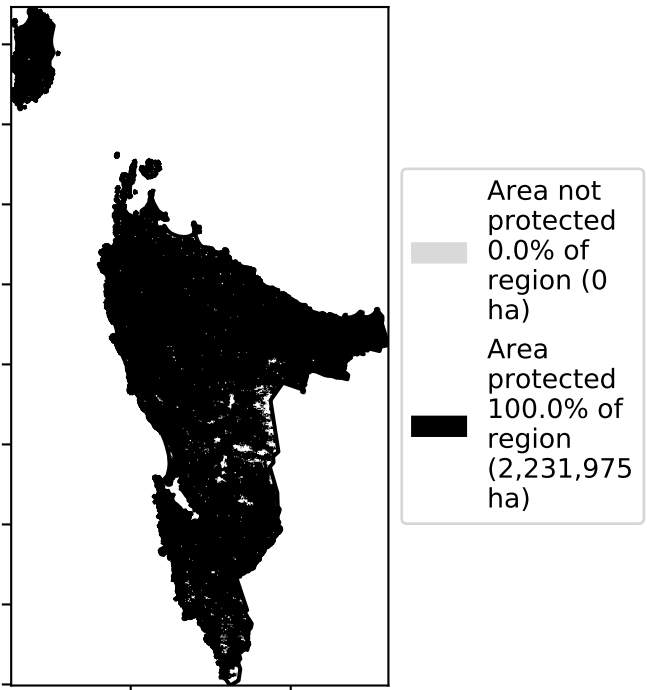 Area not
protected
0.0% of
region (0
ha)
Area
protected
100.0% of
region
(2,231,975
ha)